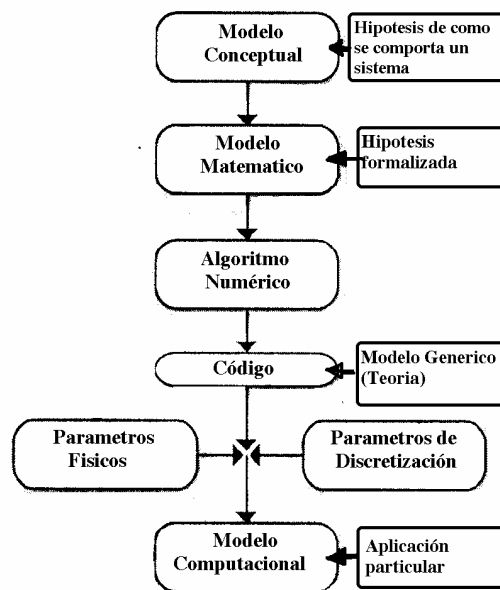 Modelo
Conceptual
Hipotesis de como
se comporta un
sistema
Modelo
Matematico
Hipotesis
formalizada
Algoritmo
Numérico
Código
Modelo Generico
(Teoria)
Parametros
Fisicos
Parametros de
Discretización
Modelo
Computacional
Aplicación
particular